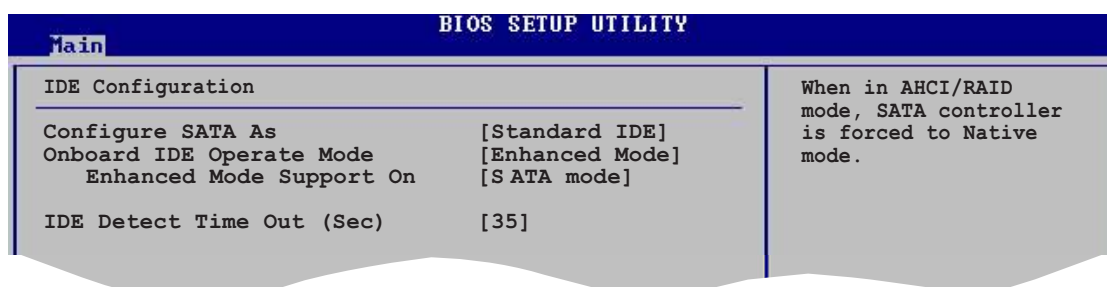 BIOS SETUP UTILITY
Main
IDE Configuration
Configure SATA As [Standard IDE]
Onboard IDE Operate Mode [Enhanced Mode]
Enhanced Mode Support On [S ATA mode]
IDE Detect Time Out (Sec) [35]
When in AHCI/RAID
mode, SATA controller
is forced to Native
mode.